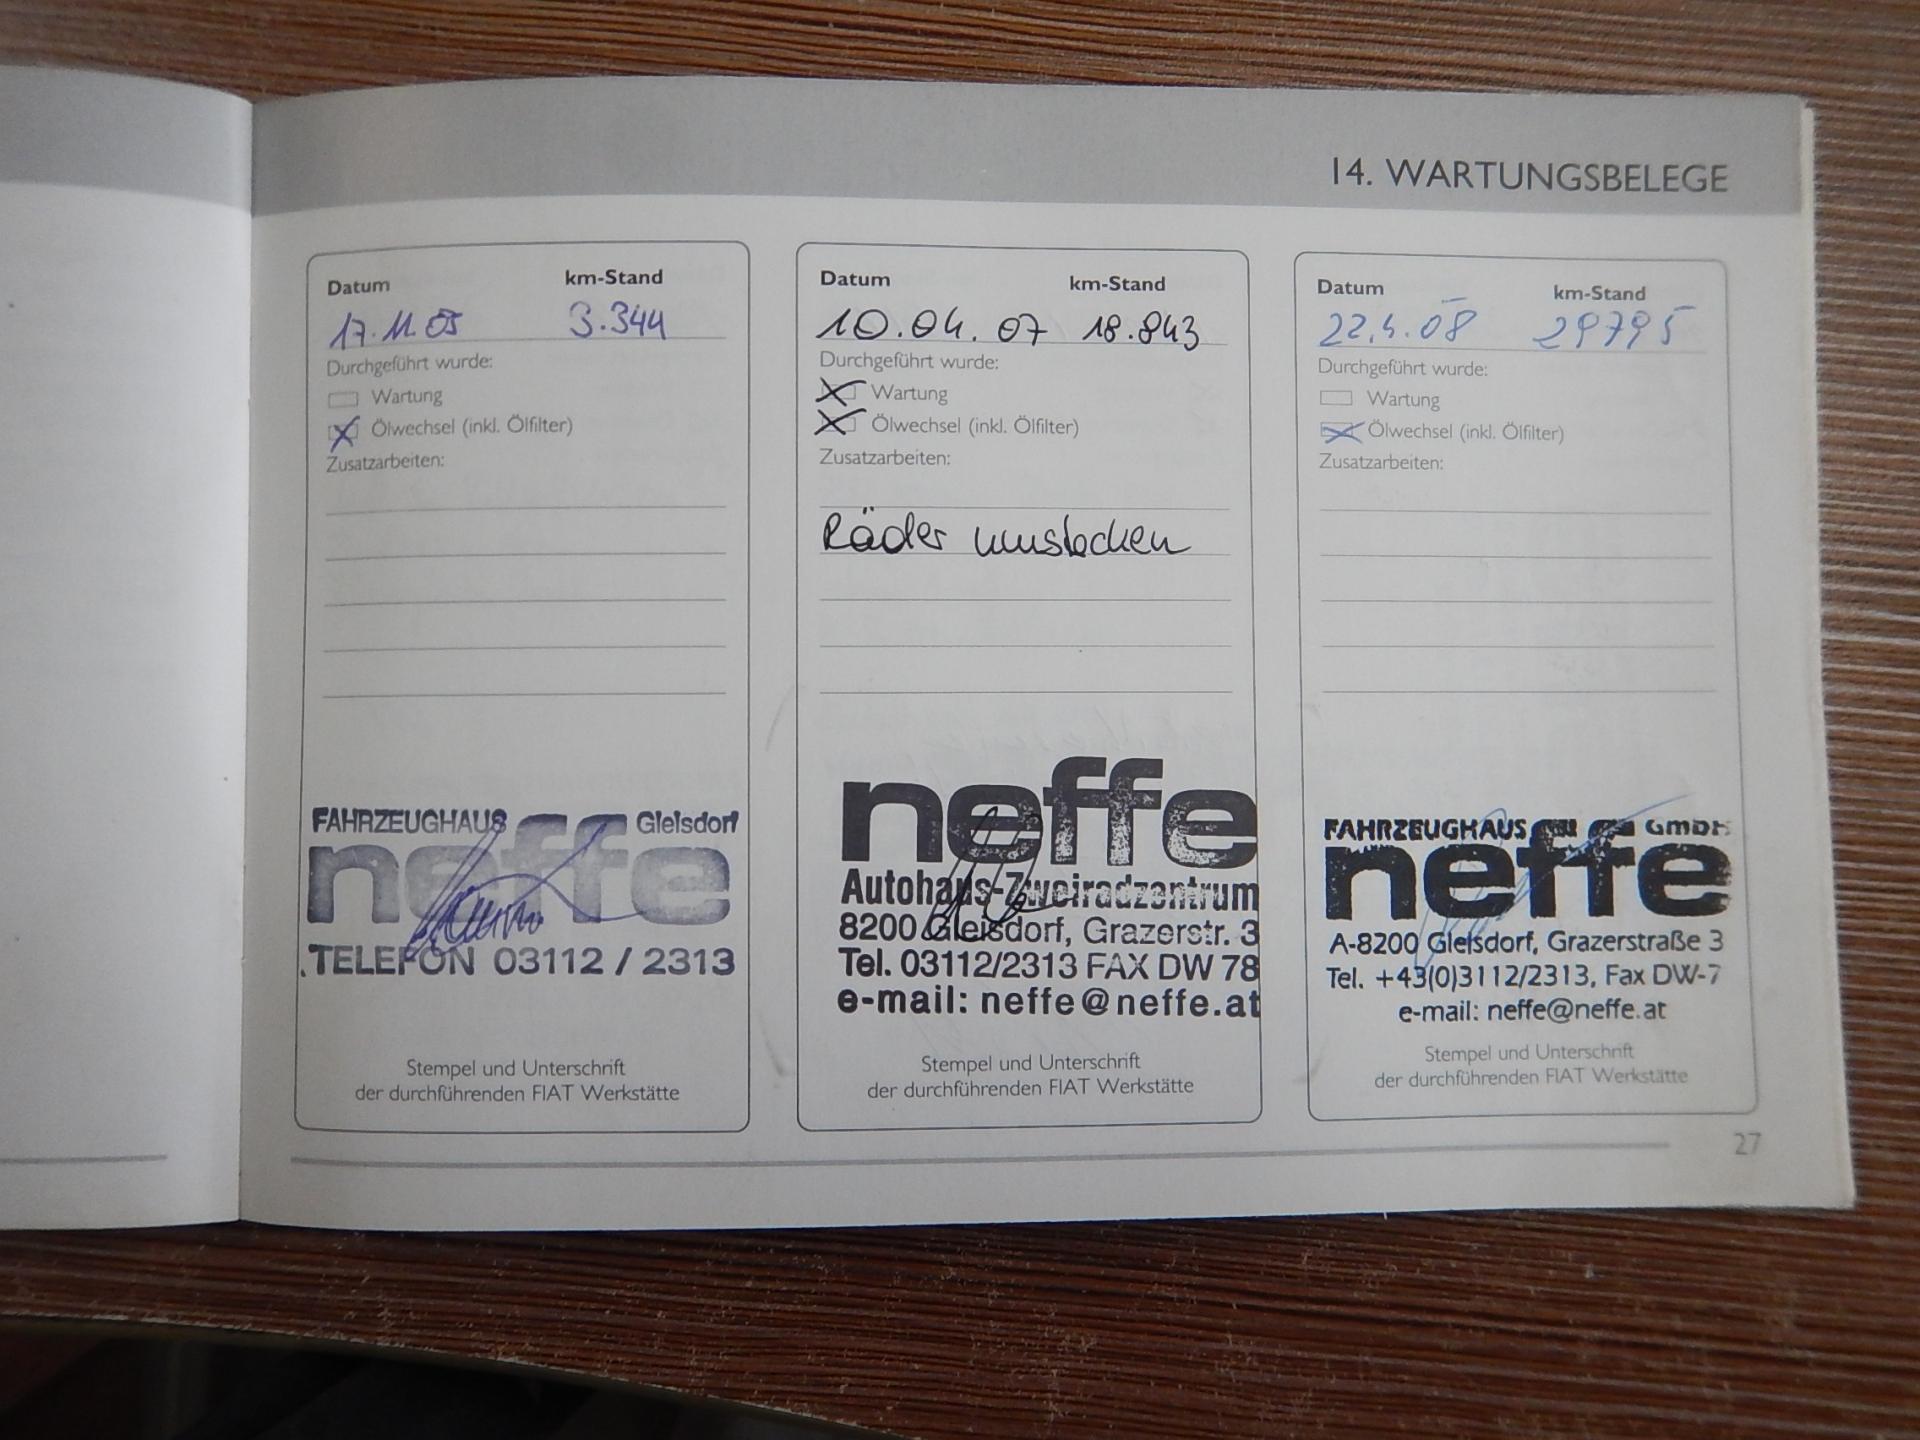 14. WARTUNGSBELEGE
Datum km-Stand
17.11.05 3.344
Durchgeführt wurde:
Wartung
Ölwechsel (inkl. Ölfilter)
Zusatzarbeiten:
FAHRZEUGHAUS Gleisdorf
neffe
TELEFON 03112 / 2313
Stempel und Unterschrift
der durchführenden FIAT Werkstätte
Datum km-Stand
10.04.07 18.843
Durchgeführt wurde:
Wartung
Ölwechsel (inkl. Ölfilter)
Zusatzarbeiten:
Räder umstecken
neffe
Autohaus-Zweiradzentrum
8200 Gleisdorf, Grazerstr. 3
Tel. 03112/2313 FAX DW 78
e-mail: neffe@neffe.at
Stempel und Unterschrift
der durchführenden FIAT Werkstätte
Datum km-Stand
22.4.08 29795
Durchgeführt wurde:
Wartung
Ölwechsel (inkl. Ölfilter)
Zusatzarbeiten:
FAHRZEUGHAUS GmbH
neffe
A-8200 Gleisdorf, Grazerstraße 3
Tel. +43(0)3112/2313, Fax DW-7
e-mail: neffe@neffe.at
Stempel und Unterschrift
der durchführenden FIAT Werkstätte
27